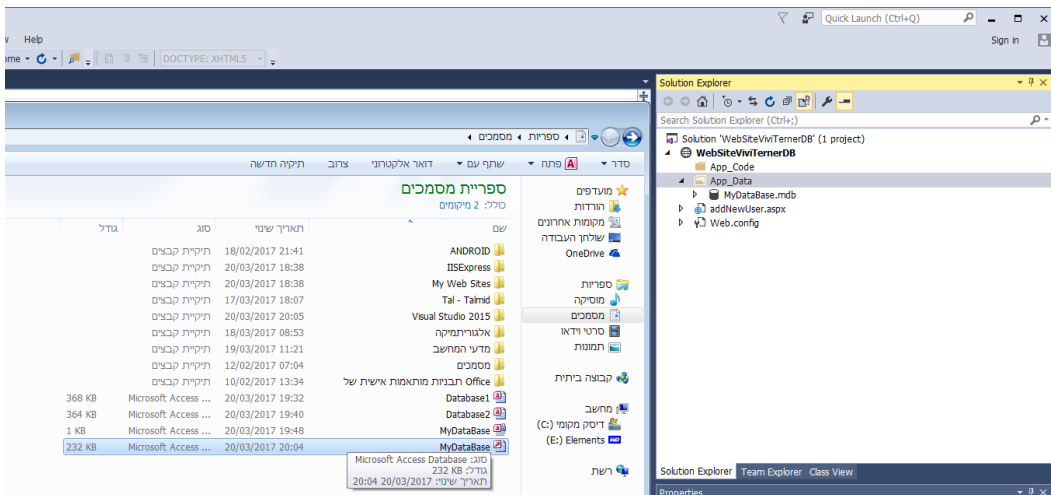 Quick Launch (Ctrl+Q)
Help
Sign in
DOCTYPE: XHTML5
Solution Explorer
Search Solution Explorer (Ctrl+;)
Solution 'WebSiteViviTernerDB' (1 project)
WebSiteViviTernerDB
App_Code
App_Data
MyDataBase.mdb
addNewUser.aspx
Web.config
Solution Explorer Team Explorer Class View
Properties
ספריות מסמכים
סדר פתח שתף עם דואר אלקטרוני צרוב תיקיה חדשה
מועדפים
הורדות
מקומות אחרונים
שולחן העבודה
OneDrive
ספריות
מוסיקה
מסמכים
סרטי וידאו
תמונות
קבוצה ביתית
מחשב
דיסק מקומי (C:)
Elements (E:)
רשת
ספריית מסמכים
כולל: 2 מיקומים
שם תאריך שינוי סוג גודל
ANDROID 18/02/2017 21:41 תיקיית קבצים
IISExpress 20/03/2017 18:38 תיקיית קבצים
My Web Sites 20/03/2017 18:38 תיקיית קבצים
Tal - Talmid 17/03/2017 18:07 תיקיית קבצים
Visual Studio 2015 20/03/2017 20:05 תיקיית קבצים
אלגוריתמיקה 18/03/2017 08:53 תיקיית קבצים
מדעי המחשב 19/03/2017 11:21 תיקיית קבצים
מסמכים 12/02/2017 07:04 תיקיית קבצים
תבניות מותאמות אישית של Office 10/02/2017 13:34 תיקיית קבצים
Database1 20/03/2017 19:32 Microsoft Access ... 368 KB
Database2 20/03/2017 19:40 Microsoft Access ... 364 KB
MyDataBase 20/03/2017 19:48 Microsoft Access ... 1 KB
MyDataBase 20/03/2017 20:04 Microsoft Access ... 232 KB
סוג: Microsoft Access Database
גודל: 232 KB
תאריך שינוי: 20/03/2017 20:04